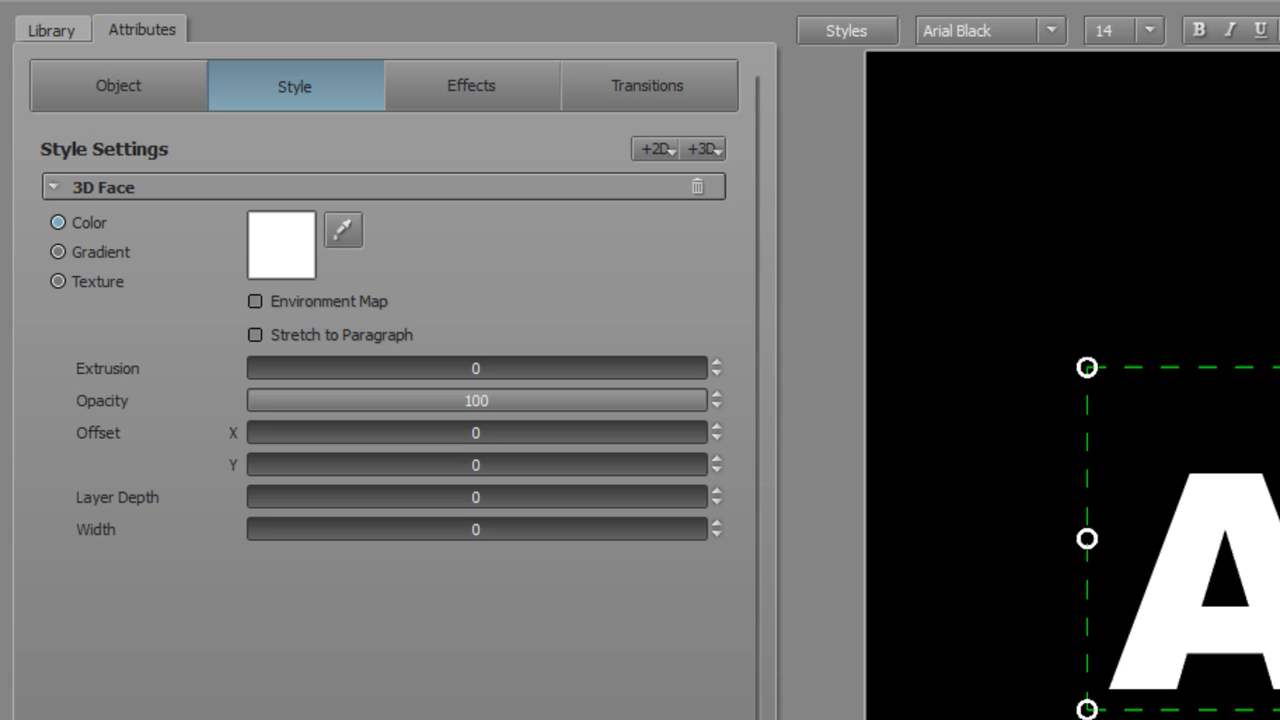 Library Attributes
Styles Arial Black 14 B I U
Object Style Effects Transitions
Style Settings +2D +3D
3D Face
Color
Gradient
Texture
Environment Map
Stretch to Paragraph
Extrusion 0
Opacity 100
Offset X 0
Y 0
Layer Depth 0
Width 0
A